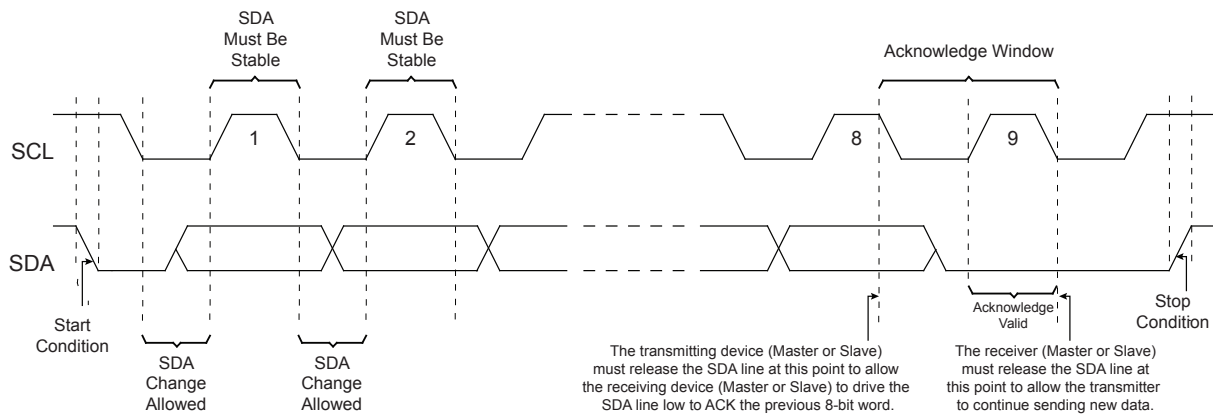 SDA
Must Be
Stable
SDA
Must Be
Stable
Acknowledge Window
SCL
1
2
8
9
SDA
Start
Condition
SDA
Change
Allowed
SDA
Change
Allowed
Acknowledge
Valid
Stop
Condition
The transmitting device (Master or Slave)
must release the SDA line at this point to allow
the receiving device (Master or Slave) to drive the
SDA line low to ACK the previous 8-bit word.
The receiver (Master or Slave)
must release the SDA line at
this point to allow the transmitter
to continue sending new data.